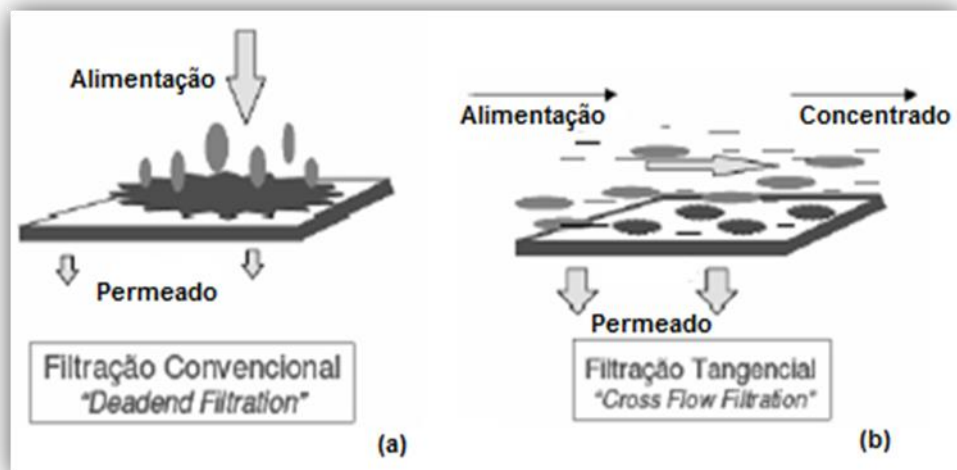 Alimentação
Permeado
Filtração Convencional
"Deadend Filtration"
(a)
Alimentação
Concentrado
Permeado
Filtração Tangencial
"Cross Flow Filtration"
(b)